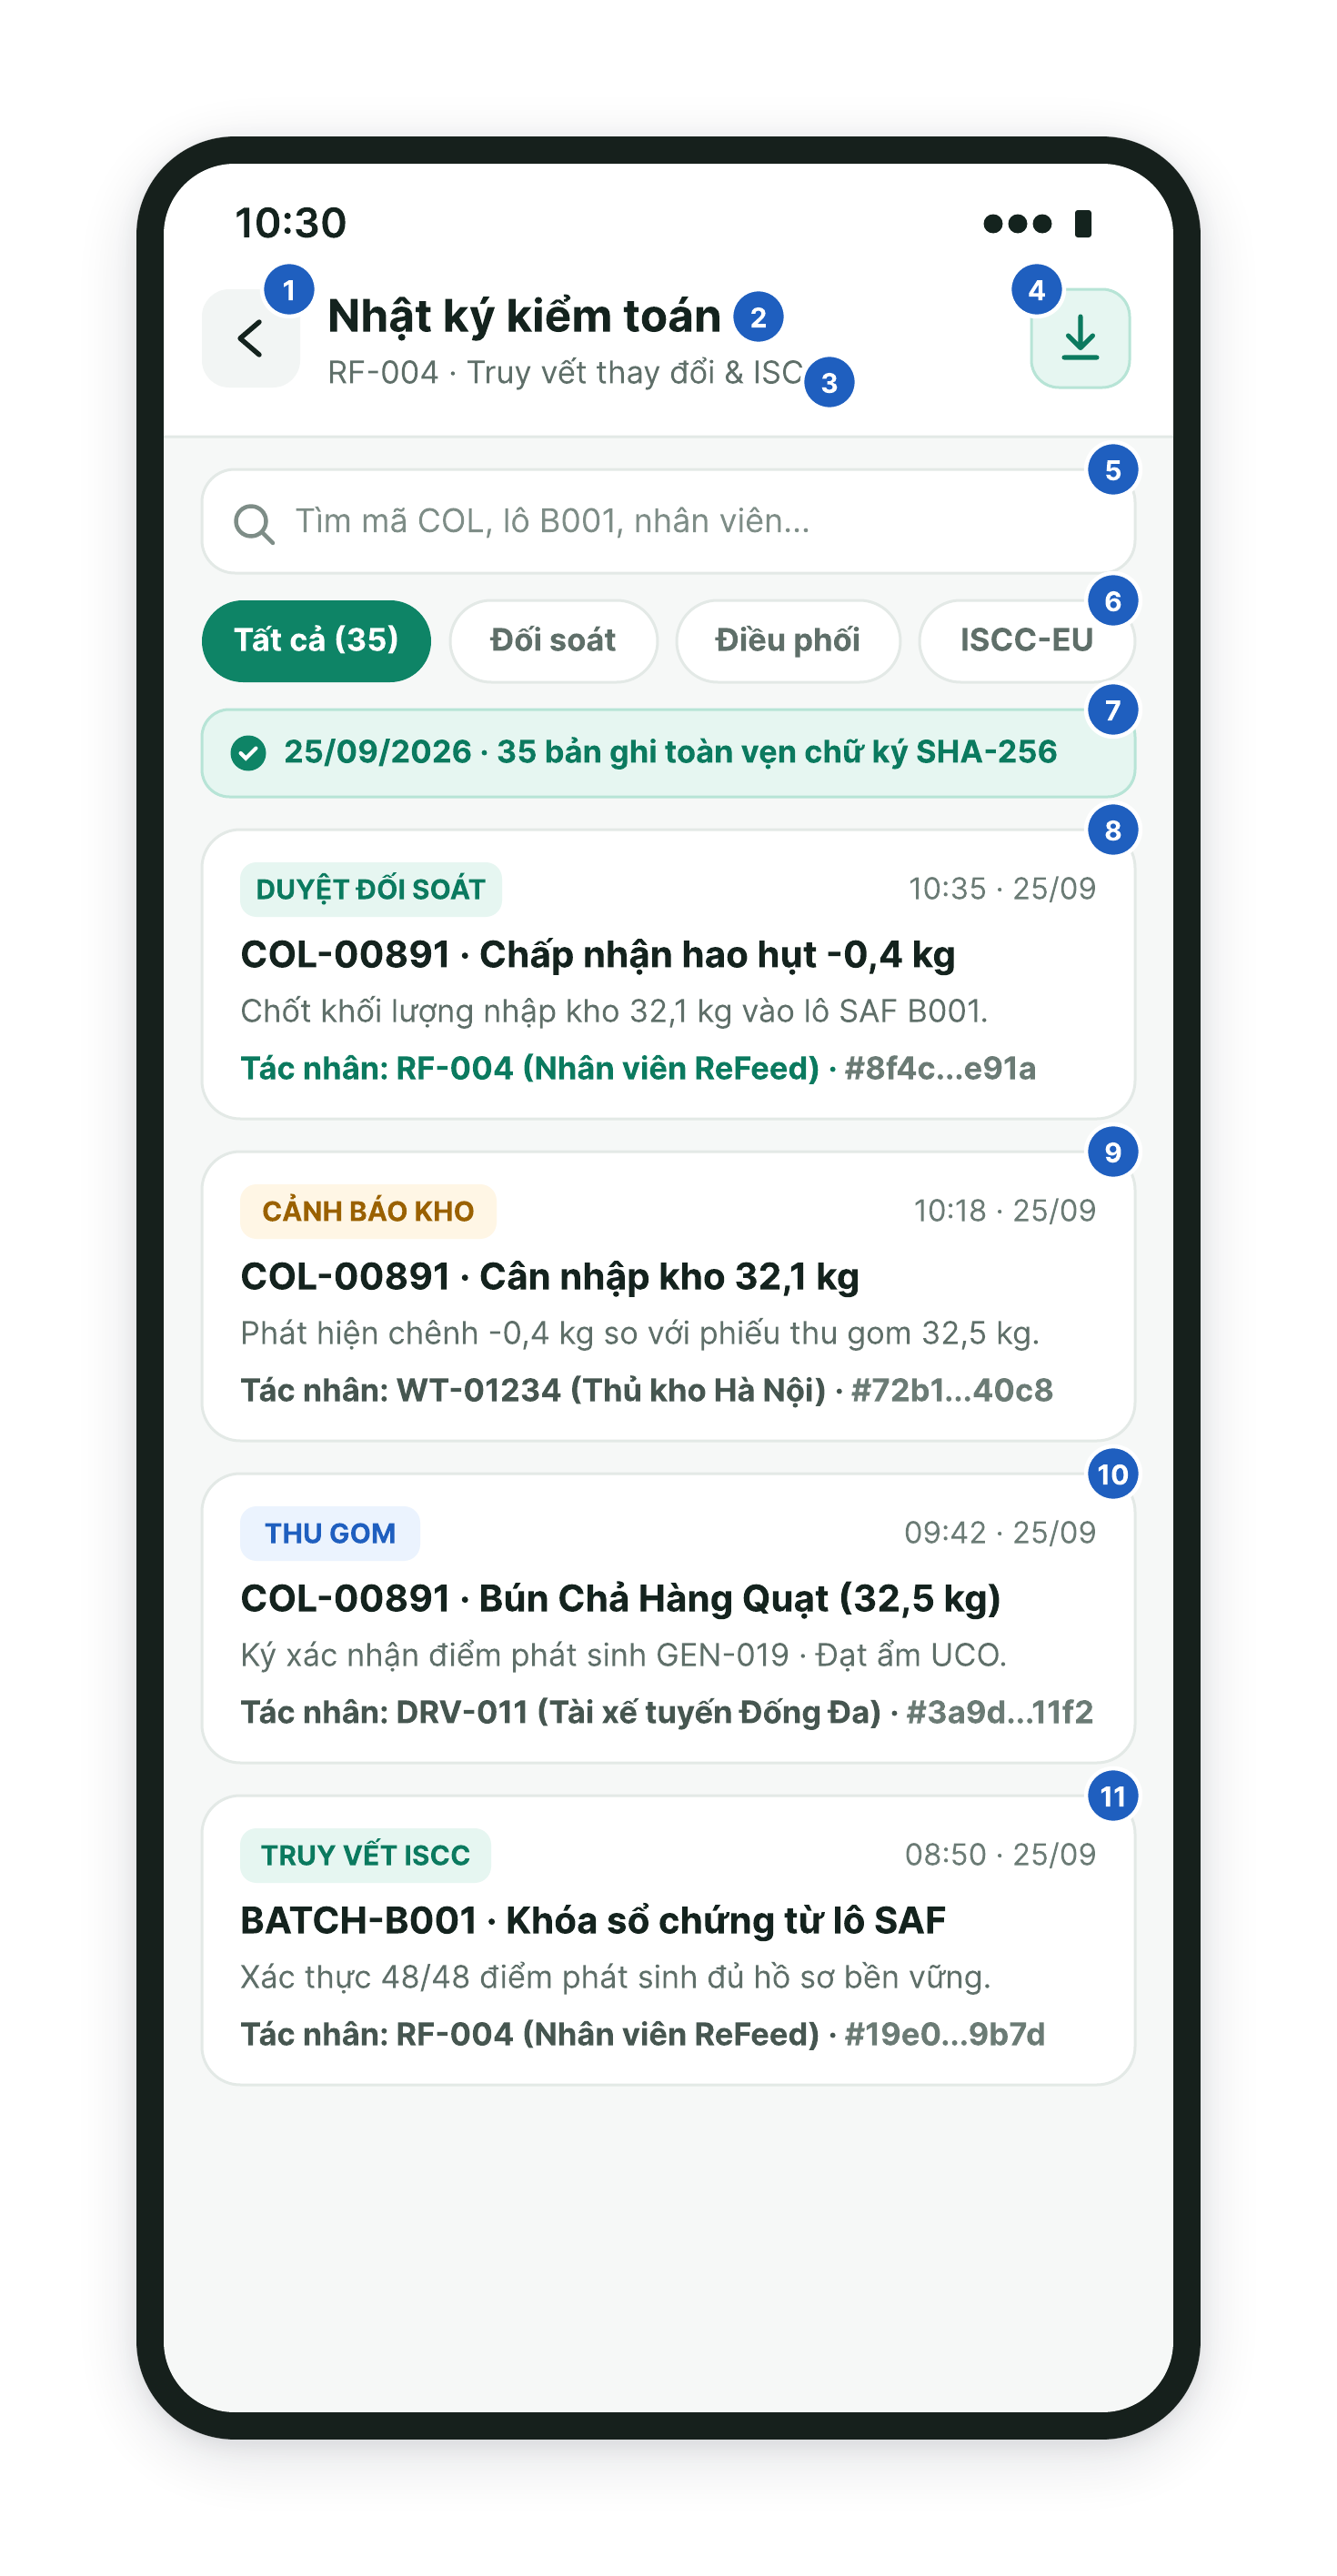 10:30
1
Nhật ký kiểm toán 2
4
RF-004 · Truy vết thay đổi & ISC 3
5
Tìm mã COL, lô B001, nhân viên...
6
Tất cả (35) Đối soát Điều phối ISCC-EU
7
25/09/2026 · 35 bản ghi toàn vẹn chữ ký SHA-256
8
DUYỆT ĐỐI SOÁT 10:35 · 25/09
COL-00891 · Chấp nhận hao hụt -0,4 kg
Chốt khối lượng nhập kho 32,1 kg vào lô SAF B001.
Tác nhân: RF-004 (Nhân viên ReFeed) · #8f4c...e91a
9
CẢNH BÁO KHO 10:18 · 25/09
COL-00891 · Cân nhập kho 32,1 kg
Phát hiện chênh -0,4 kg so với phiếu thu gom 32,5 kg.
Tác nhân: WT-01234 (Thủ kho Hà Nội) · #72b1...40c8
10
THU GOM 09:42 · 25/09
COL-00891 · Bún Chả Hàng Quạt (32,5 kg)
Ký xác nhận điểm phát sinh GEN-019 · Đạt ẩm UCO.
Tác nhân: DRV-011 (Tài xế tuyến Đống Đa) · #3a9d...11f2
11
TRUY VẾT ISCC 08:50 · 25/09
BATCH-B001 · Khóa sổ chứng từ lô SAF
Xác thực 48/48 điểm phát sinh đủ hồ sơ bền vững.
Tác nhân: RF-004 (Nhân viên ReFeed) · #19e0...9b7d